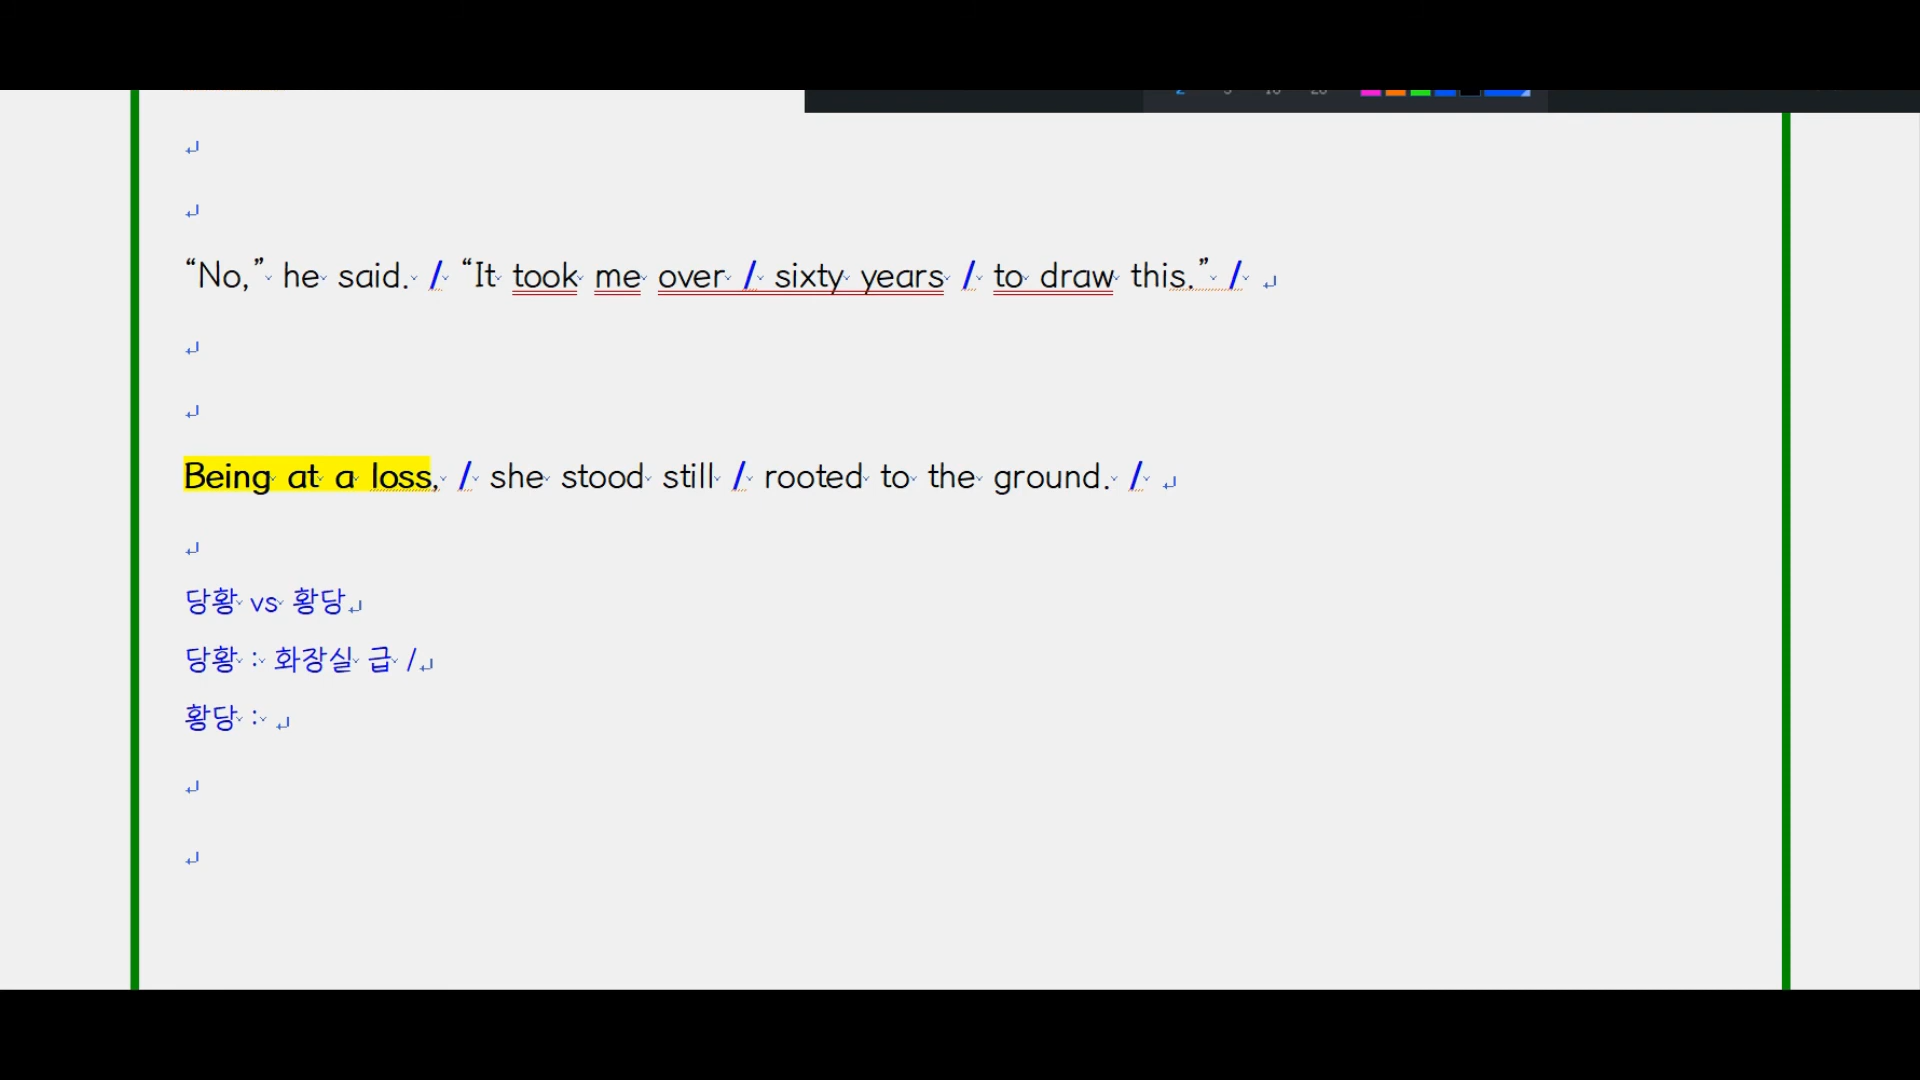 “No,” he said. / “It took me over / sixty years / to draw this.” /
Being at a loss, / she stood still / rooted to the ground. /
당황 vs 황당
당황 : 화장실 급 /
황당 :